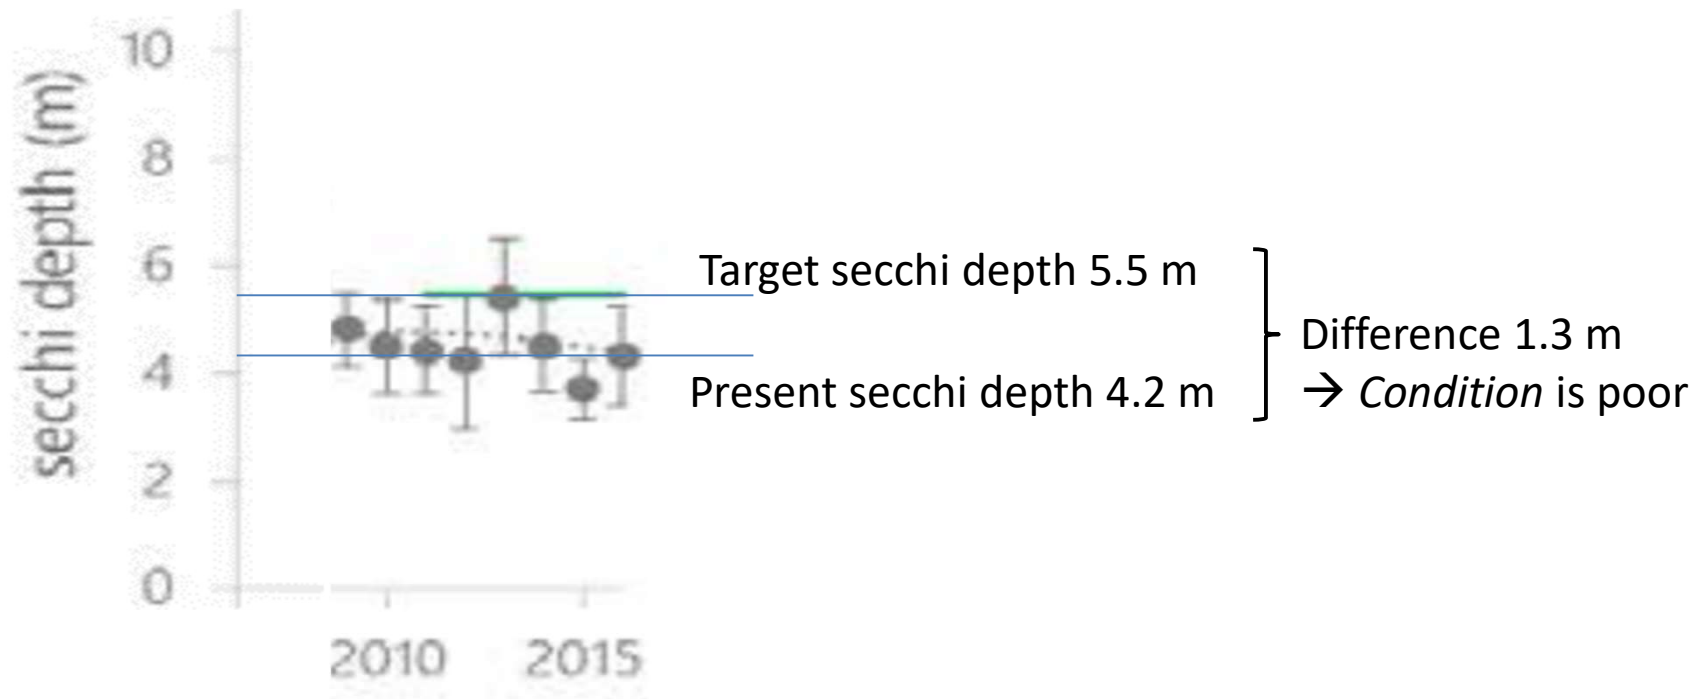 secchi depth (m)
10
8
6
4
2
0
2010 2015
Target secchi depth 5.5 m
Present secchi depth 4.2 m
Difference 1.3 m
→ Condition is poor